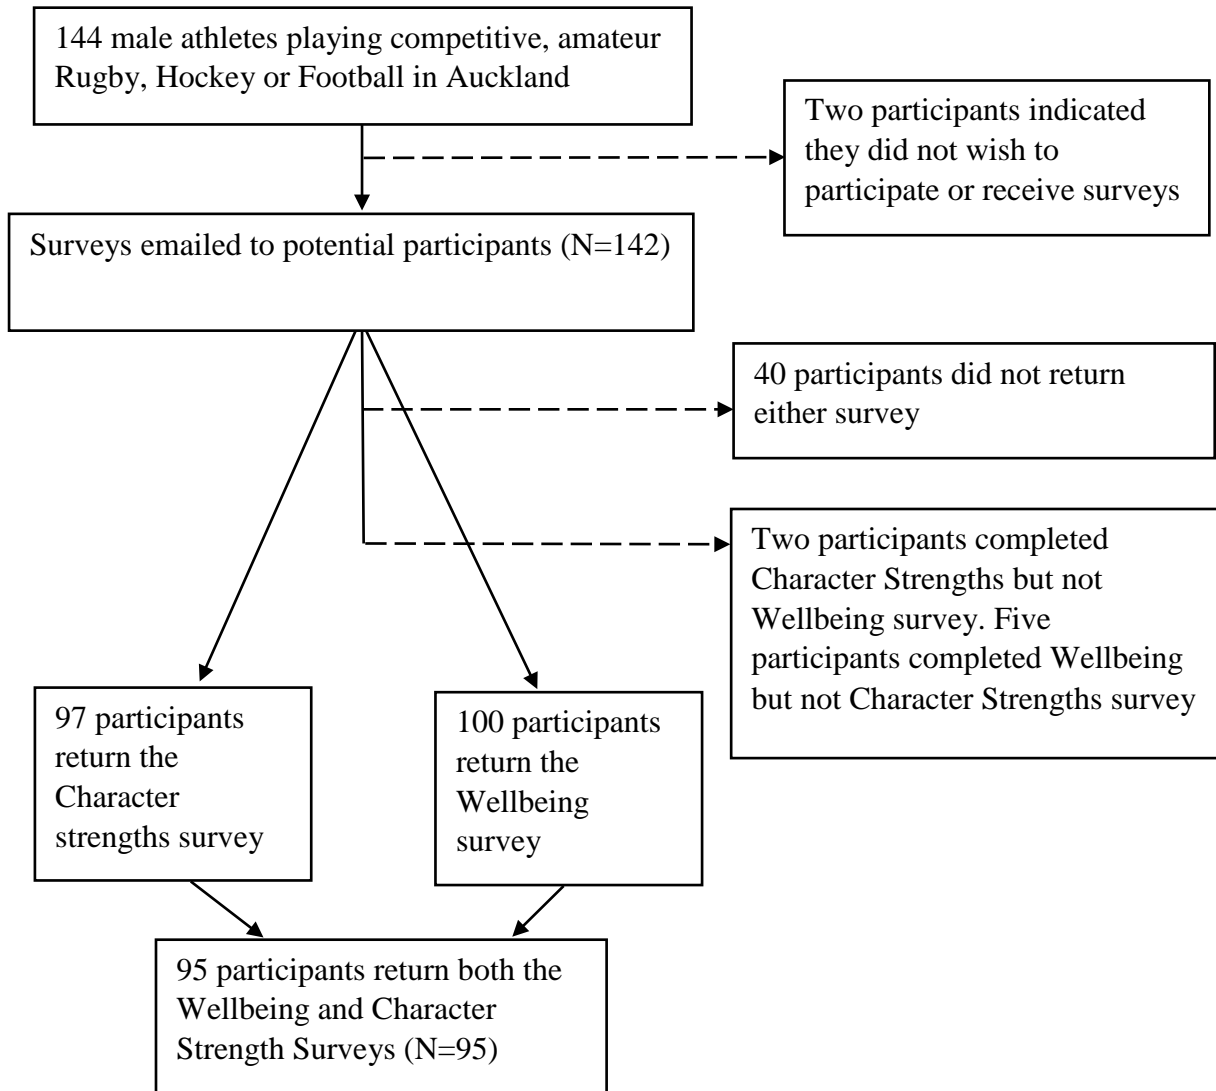 144 male athletes playing competitive, amateur
Rugby, Hockey or Football in Auckland
Two participants indicated
they did not wish to
participate or receive surveys
Surveys emailed to potential participants (N=142)
40 participants did not return
either survey
Two participants completed
Character Strengths but not
Wellbeing survey. Five
participants completed Wellbeing
but not Character Strengths survey
97 participants
return the
Character
strengths survey
100 participants
return the
Wellbeing
survey
95 participants return both the
Wellbeing and Character
Strength Surveys (N=95)